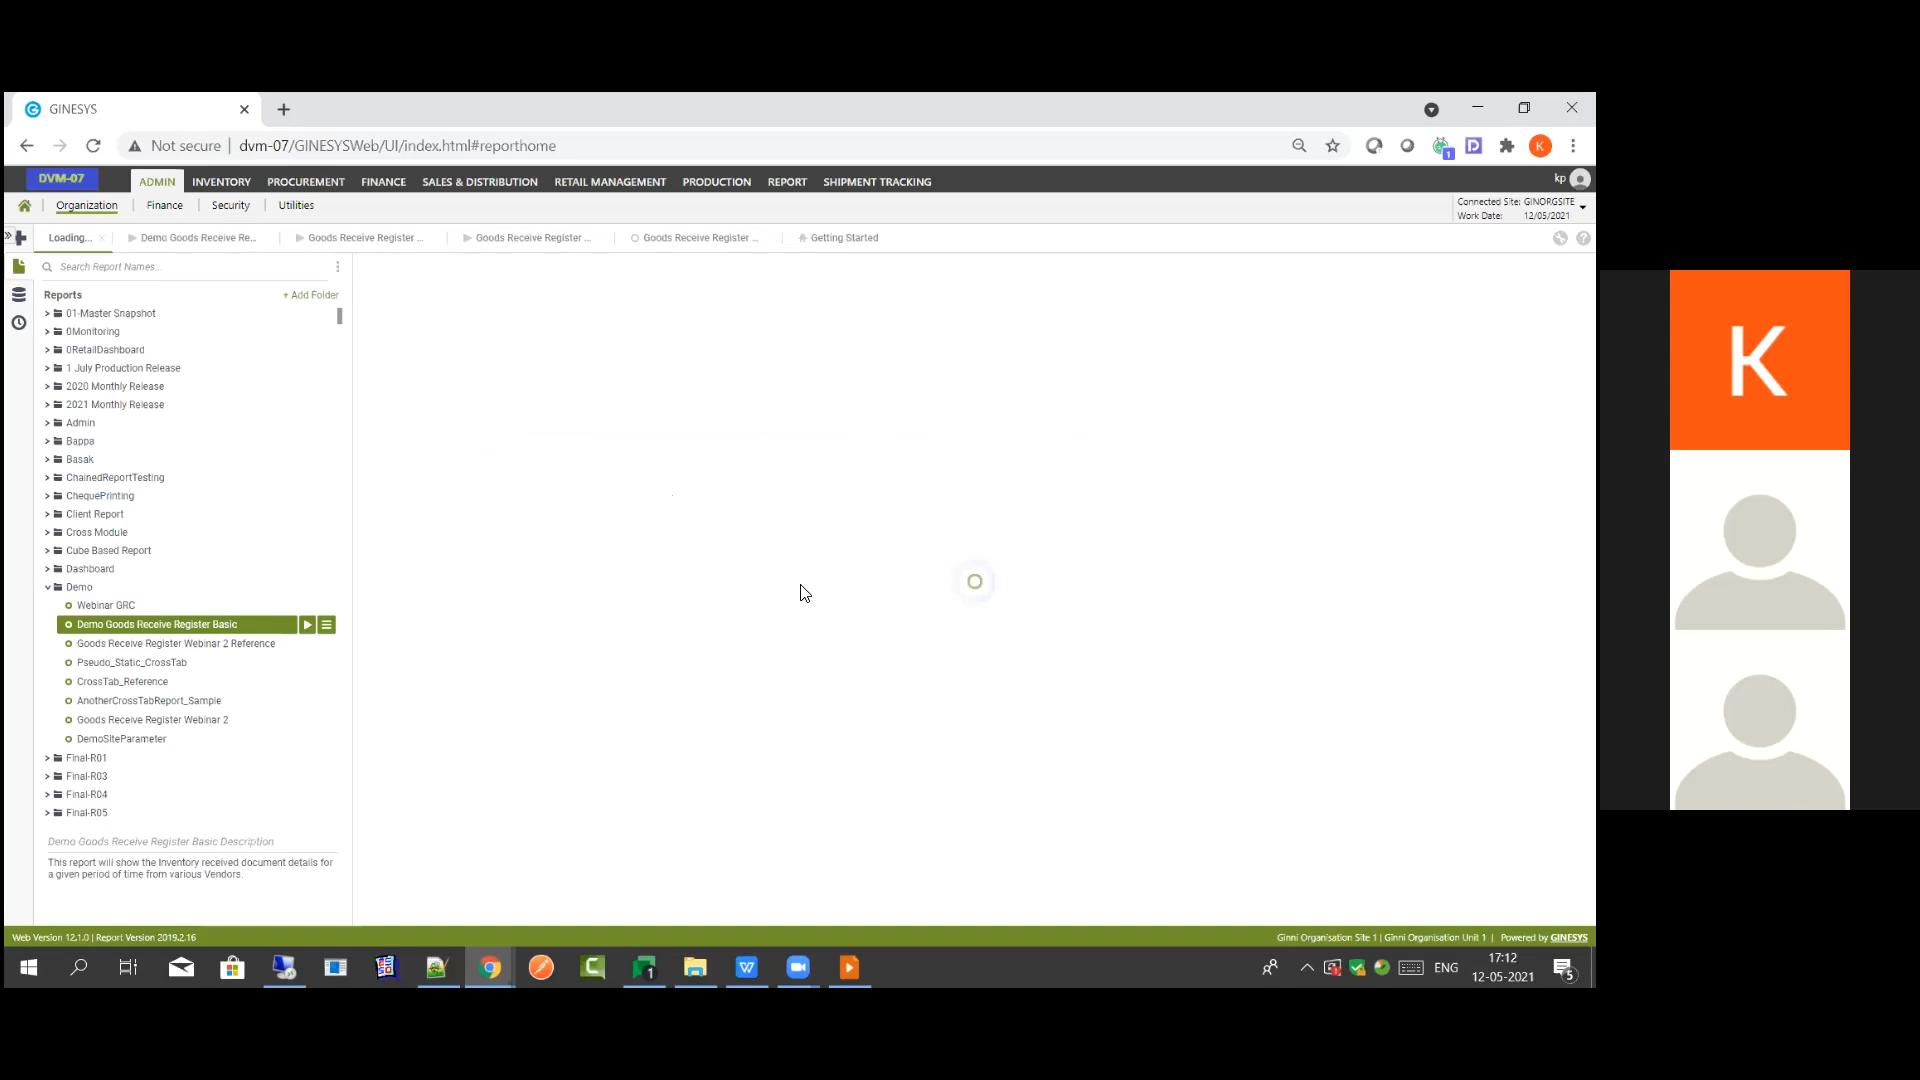 GINESYS
Not secure | dvm-07/GINESYSWeb/UI/index.html#reporthome
K
1
DVM-07
ADMIN INVENTORY PROCUREMENT FINANCE SALES & DISTRIBUTION RETAIL MANAGEMENT PRODUCTION REPORT SHIPMENT TRACKING
kp
Organization Finance Security Utilities
Connected Site: GINORGSITE
Work Date: 12/05/2021
Loading... Demo Goods Receive Re... Goods Receive Register ... Goods Receive Register ... Goods Receive Register ... Getting Started
Search Report Names...
Reports + Add Folder
01-Master Snapshot
0Monitoring
0RetailDashboard
1 July Production Release
2020 Monthly Release
2021 Monthly Release
Admin
Bappa
Basak
ChainedReportTesting
ChequePrinting
Client Report
Cross Module
Cube Based Report
Dashboard
Demo
Webinar GRC
Demo Goods Receive Register Basic
Goods Receive Register Webinar 2 Reference
Pseudo_Static_CrossTab
CrossTab_Reference
AnotherCrossTabReport_Sample
Goods Receive Register Webinar 2
DemoSiteParameter
Final-R01
Final-R03
Final-R04
Final-R05
Demo Goods Receive Register Basic Description
This report will show the Inventory received document details for
a given period of time from various Vendors.
Web Version 12.1.0 | Report Version 2019.2.16
Ginni Organisation Site 1 | Ginni Organisation Unit 1 | Powered by GINESYS
1
ENG
17:12
12-05-2021
5
K